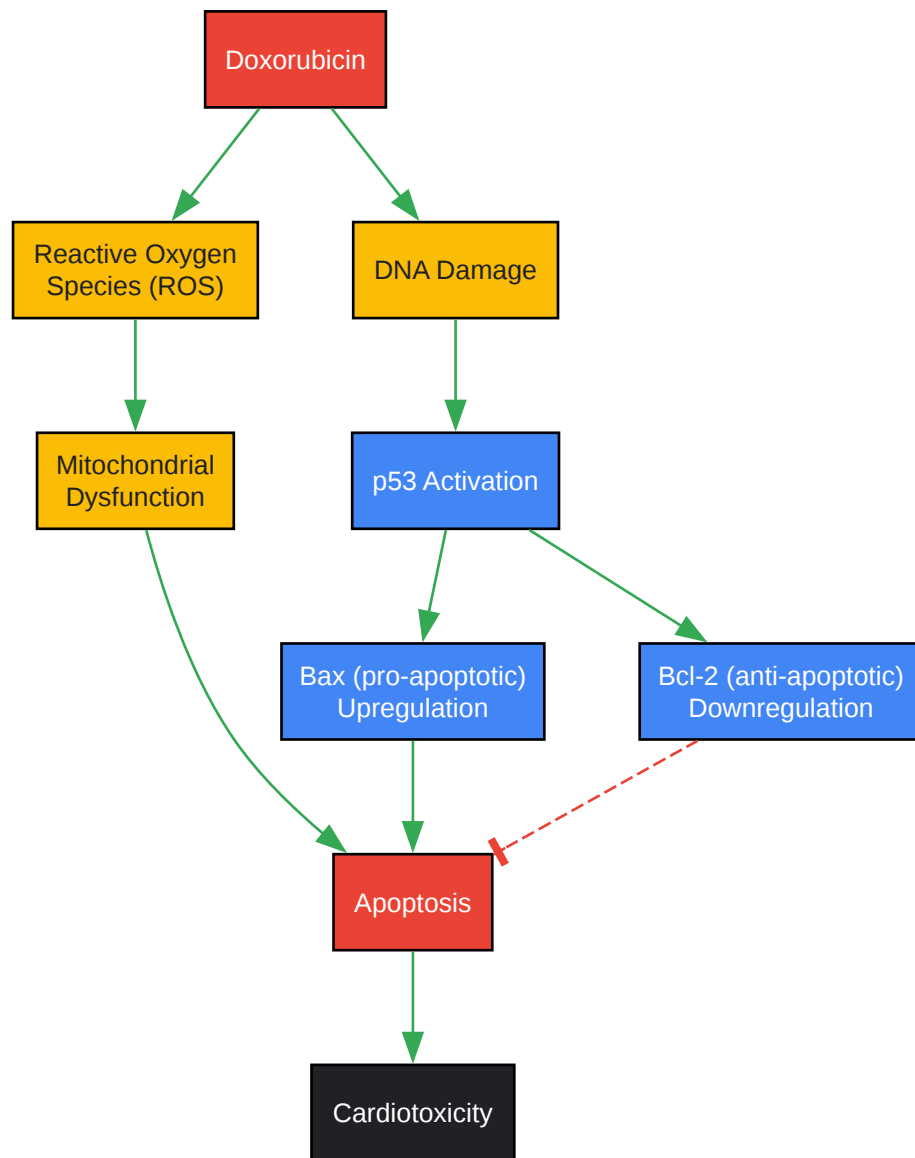 Doxorubicin
Reactive Oxygen
Species (ROS)
DNA Damage
Mitochondrial
Dysfunction
p53 Activation
Bax (pro-apoptotic)
Upregulation
Bcl-2 (anti-apoptotic)
Downregulation
Apoptosis
Cardiotoxicity